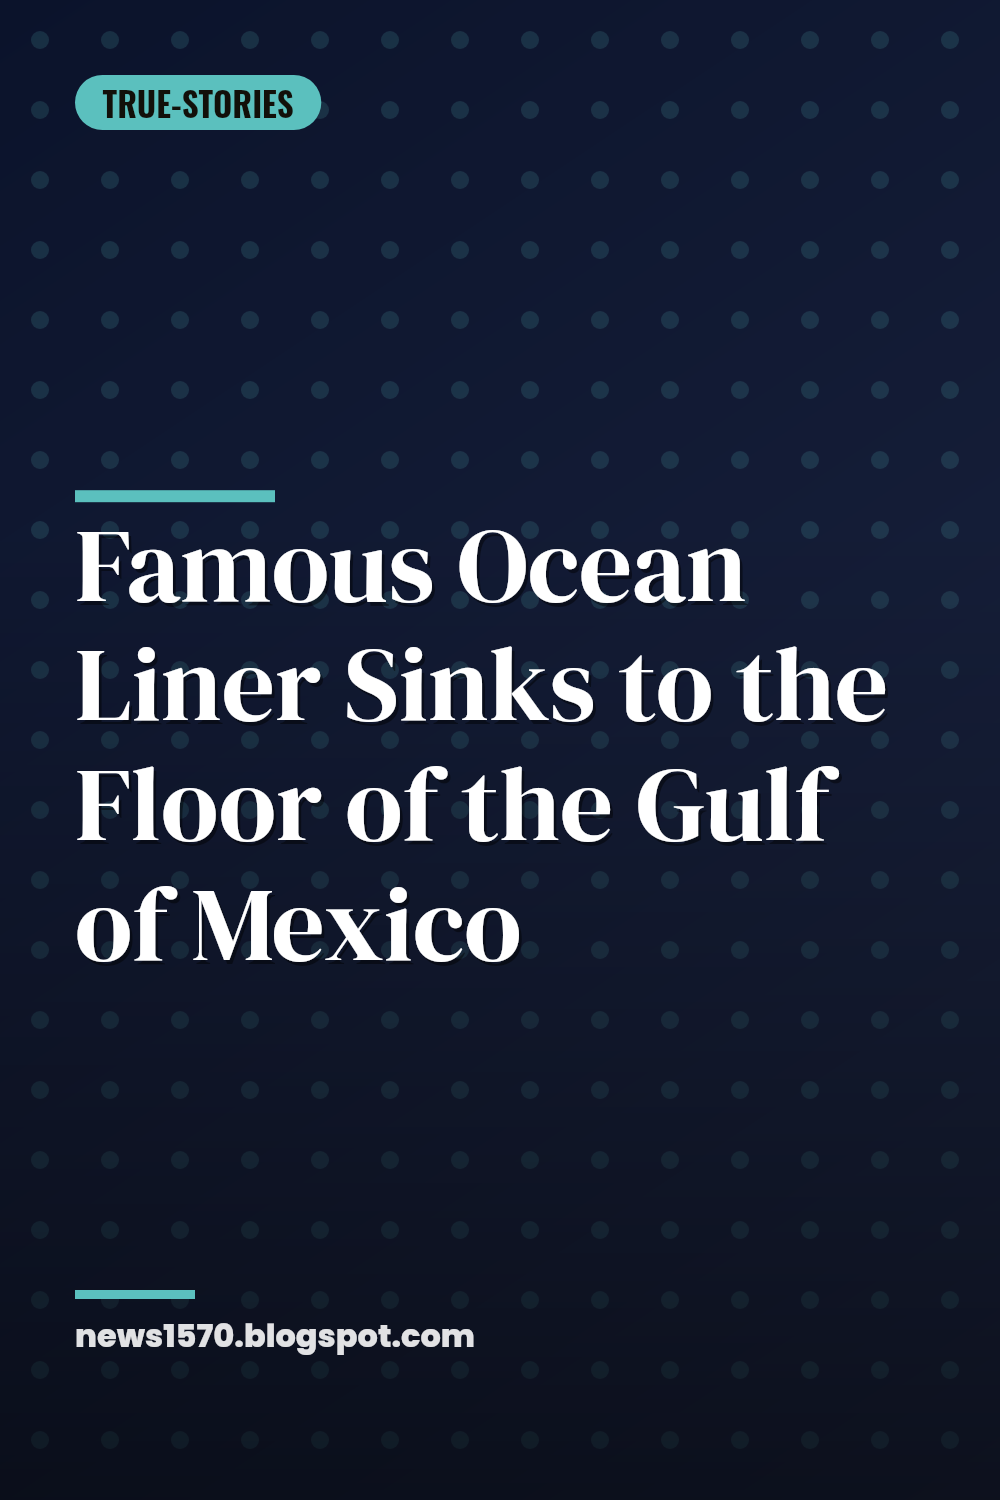 TRUE-STORIES
Famous Ocean
Liner Sinks to the
Floor of the Gulf
of Mexico
news1570.blogspot.com